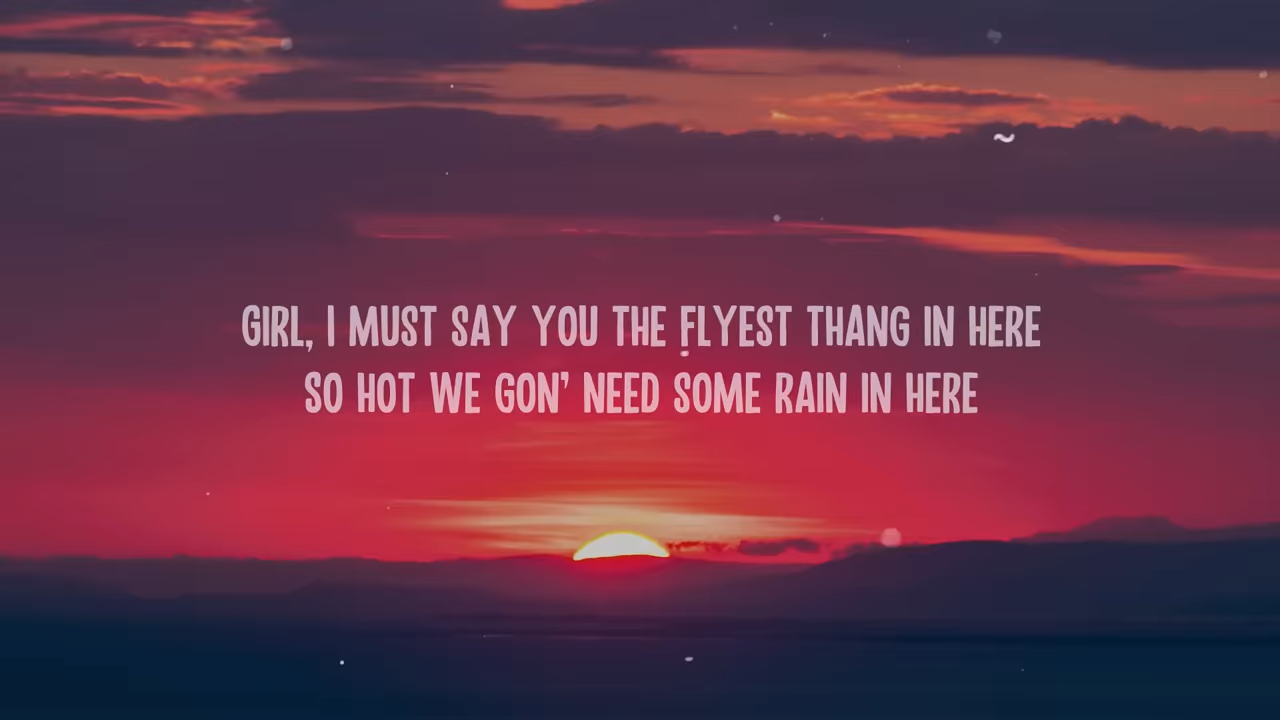 GIRL, I MUST SAY YOU THE FLYEST THANG IN HERE
SO HOT WE GON' NEED SOME RAIN IN HERE